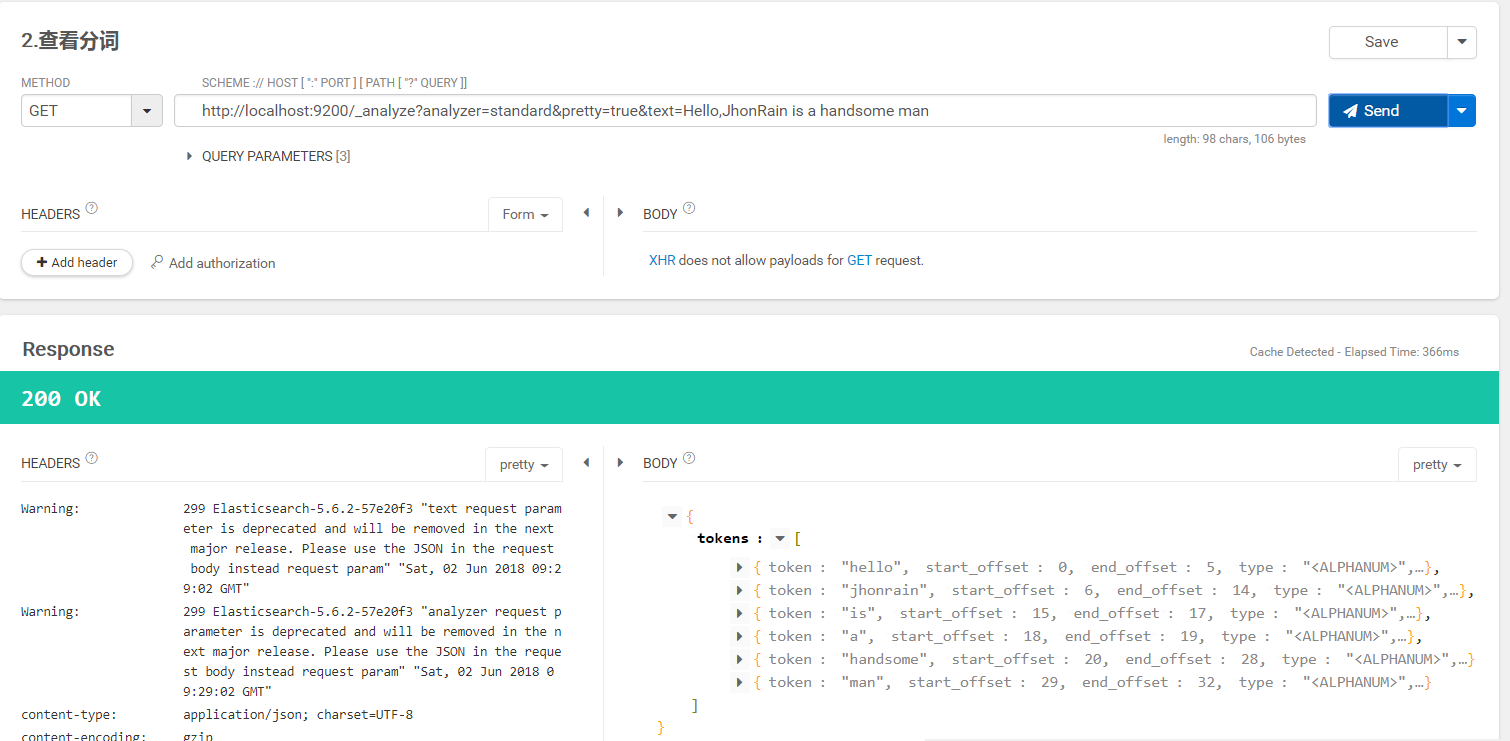 2.查看分词
Save
METHOD
SCHEME :// HOST [ ":" PORT ] [ PATH [ "?" QUERY ]]
GET
http://localhost:9200/_analyze?analyzer=standard&pretty=true&text=Hello,JhonRain is a handsome man
Send
length: 98 chars, 106 bytes
QUERY PARAMETERS [3]
HEADERS ?
Form
BODY ?
Add header
Add authorization
XHR does not allow payloads for GET request.
Response
Cache Detected - Elapsed Time: 366ms
200 OK
HEADERS ?
pretty
BODY ?
pretty
Warning:
299 Elasticsearch-5.6.2-57e20f3 "text request param
eter is deprecated and will be removed in the next
major release. Please use the JSON in the request
body instead request param" "Sat, 02 Jun 2018 09:2
9:02 GMT"
Warning:
299 Elasticsearch-5.6.2-57e20f3 "analyzer request p
arameter is deprecated and will be removed in the n
ext major release. Please use the JSON in the reque
st body instead request param" "Sat, 02 Jun 2018 0
9:29:02 GMT"
content-type:
application/json; charset=UTF-8
content-encoding:
gzip
{
tokens : [
{ token : "hello", start_offset : 0, end_offset : 5, type : "<ALPHANUM>",…},
{ token : "jhonrain", start_offset : 6, end_offset : 14, type : "<ALPHANUM>",…},
{ token : "is", start_offset : 15, end_offset : 17, type : "<ALPHANUM>",…},
{ token : "a", start_offset : 18, end_offset : 19, type : "<ALPHANUM>",…},
{ token : "handsome", start_offset : 20, end_offset : 28, type : "<ALPHANUM>",…}
{ token : "man", start_offset : 29, end_offset : 32, type : "<ALPHANUM>",…}
]
}